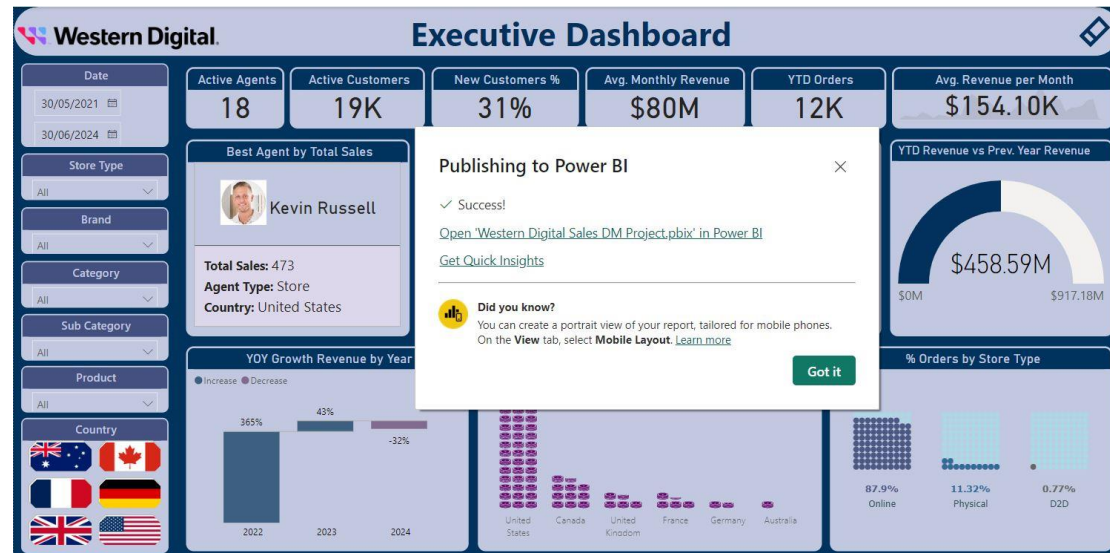 Western Digital.
Executive Dashboard
Date
30/05/2021
30/06/2024
Store Type
All
Brand
All
Category
All
Sub Category
All
Product
All
Country
Active Agents
18
Active Customers
19K
New Customers %
31%
Avg. Monthly Revenue
$80M
YTD Orders
12K
Avg. Revenue per Month
$154.10K
Best Agent by Total Sales
Kevin Russell
Total Sales: 473
Agent Type: Store
Country: United States
Publishing to Power BI
Success!
Open 'Western Digital Sales DM Project.pbix' in Power BI
Get Quick Insights
Did you know?
You can create a portrait view of your report, tailored for mobile phones.
On the View tab, select Mobile Layout. Learn more
Got it
YTD Revenue vs Prev. Year Revenue
$458.59M
$0M
$917.18M
YOY Growth Revenue by Year
Increase Decrease
365%
43%
-32%
2022 2023 2024
United States
Canada
United Kingdom
France
Germany
Australia
% Orders by Store Type
87.9%
Online
11.32%
Physical
0.77%
D2D